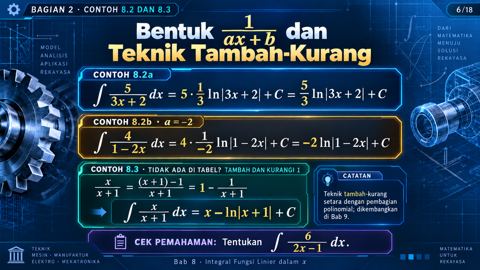 BAGIAN 2 · CONTOH 8.2 DAN 8.3
6/18
Bentuk 1/(ax+b) dan
Teknik Tambah-Kurang
MODEL
ANALISIS
APLIKASI
REKAYASA
DARI
MATEMATIKA
MENUJU
SOLUSI
REKAYASA
CONTOH 8.2a
∫ 5/(3x + 2) dx = 5 · 1/3 ln|3x + 2| + C = 5/3 ln|3x + 2| + C
CONTOH 8.2b · a = −2
∫ 4/(1 − 2x) dx = 4 · 1/(−2) ln|1 − 2x| + C = −2 ln|1 − 2x| + C
CONTOH 8.3 · TIDAK ADA DI TABEL? TAMBAH DAN KURANGI 1
x/(x + 1) = ((x + 1) − 1)/(x + 1) = 1 − 1/(x + 1)
∫ x/(x + 1) dx = x − ln|x + 1| + C
CATATAN
Teknik tambah-kurang
setara dengan pembagian
polinomial; dikembangkan
di Bab 9.
CEK PEMAHAMAN: Tentukan ∫ 6/(2x − 1) dx.
TEKNIK
MESIN · MANUFAKTUR
ELEKTRO · MEKATRONIKA
Bab 8 · Integral Fungsi Linier dalam x
MATEMATIKA
UNTUK
REKAYASA